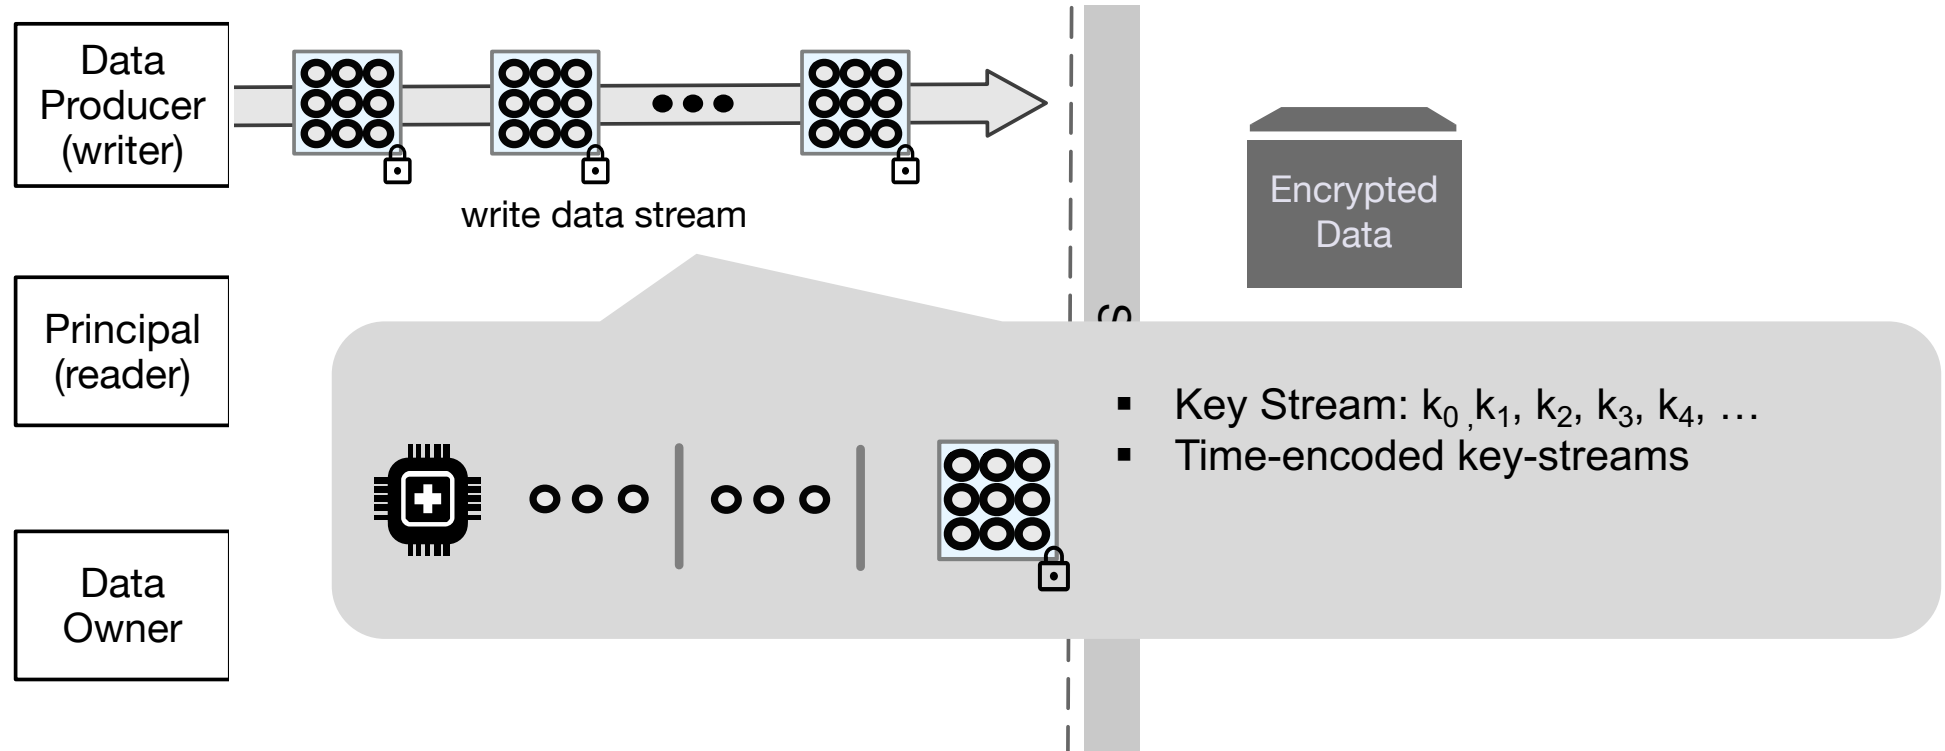 Data
Producer
(writer)
write data stream
Encrypted
Data
Principal
(reader)
▪ Key Stream: k₀ ,k₁, k₂, k₃, k₄, …
▪ Time-encoded key-streams
Data
Owner